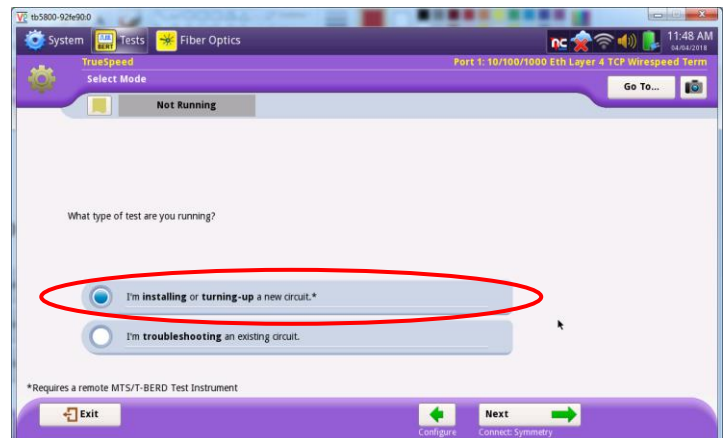 tb5800-92fe90:0
System Tests Fiber Optics 11:48 AM
04/04/2018
TrueSpeed Port 1: 10/100/1000 Eth Layer 4 TCP Wirespeed Term
Select Mode
Go To...
Not Running
What type of test are you running?
I'm installing or turning-up a new circuit.*
I'm troubleshooting an existing circuit.
*Requires a remote MTS/T-BERD Test Instrument
Exit Next
Configure Connect: Symmetry